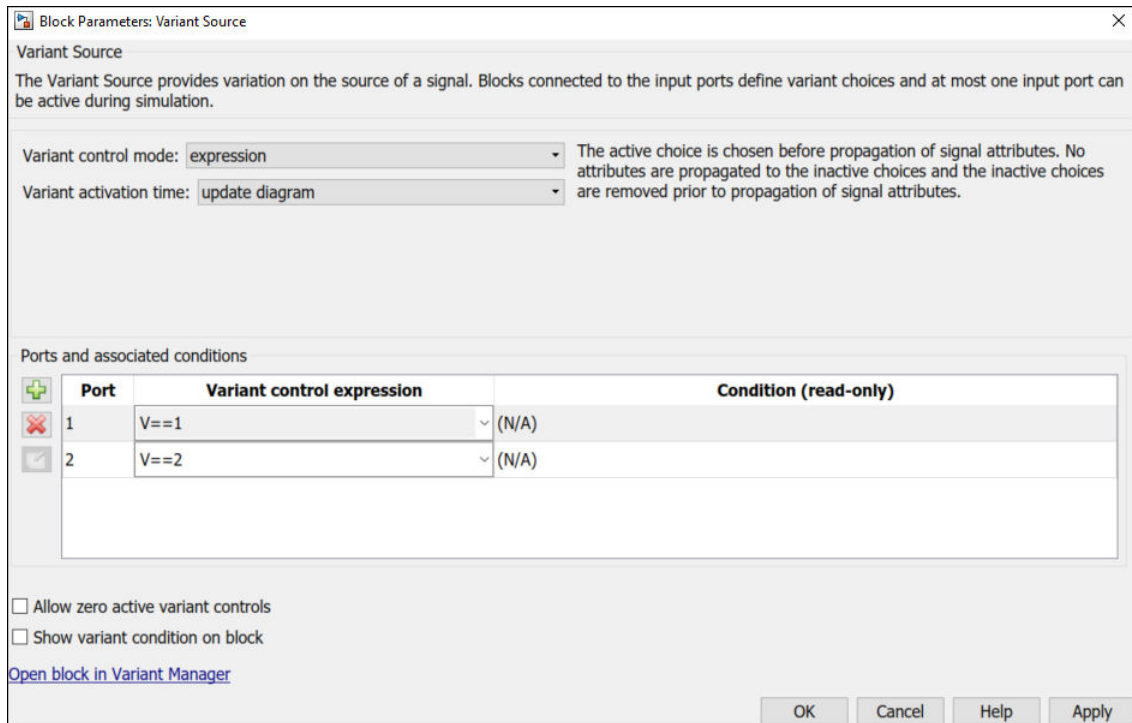 Block Parameters: Variant Source
Variant Source
The Variant Source provides variation on the source of a signal. Blocks connected to the input ports define variant choices and at most one input port can
be active during simulation.
Variant control mode: expression
The active choice is chosen before propagation of signal attributes. No
attributes are propagated to the inactive choices and the inactive choices
are removed prior to propagation of signal attributes.
Variant activation time: update diagram
Ports and associated conditions
Port Variant control expression Condition (read-only)
1 V==1 (N/A)
2 V==2 (N/A)
Allow zero active variant controls
Show variant condition on block
Open block in Variant Manager
OK Cancel Help Apply